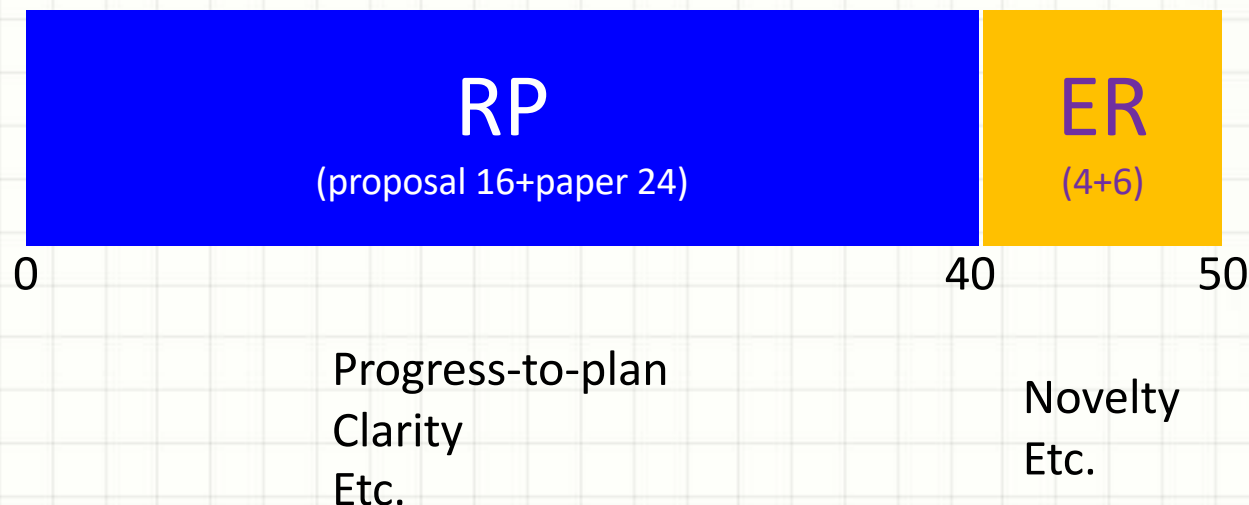 RP
(proposal 16+paper 24)
ER
(4+6)
0
40
50
Progress-to-plan
Clarity
Etc.
Novelty
Etc.